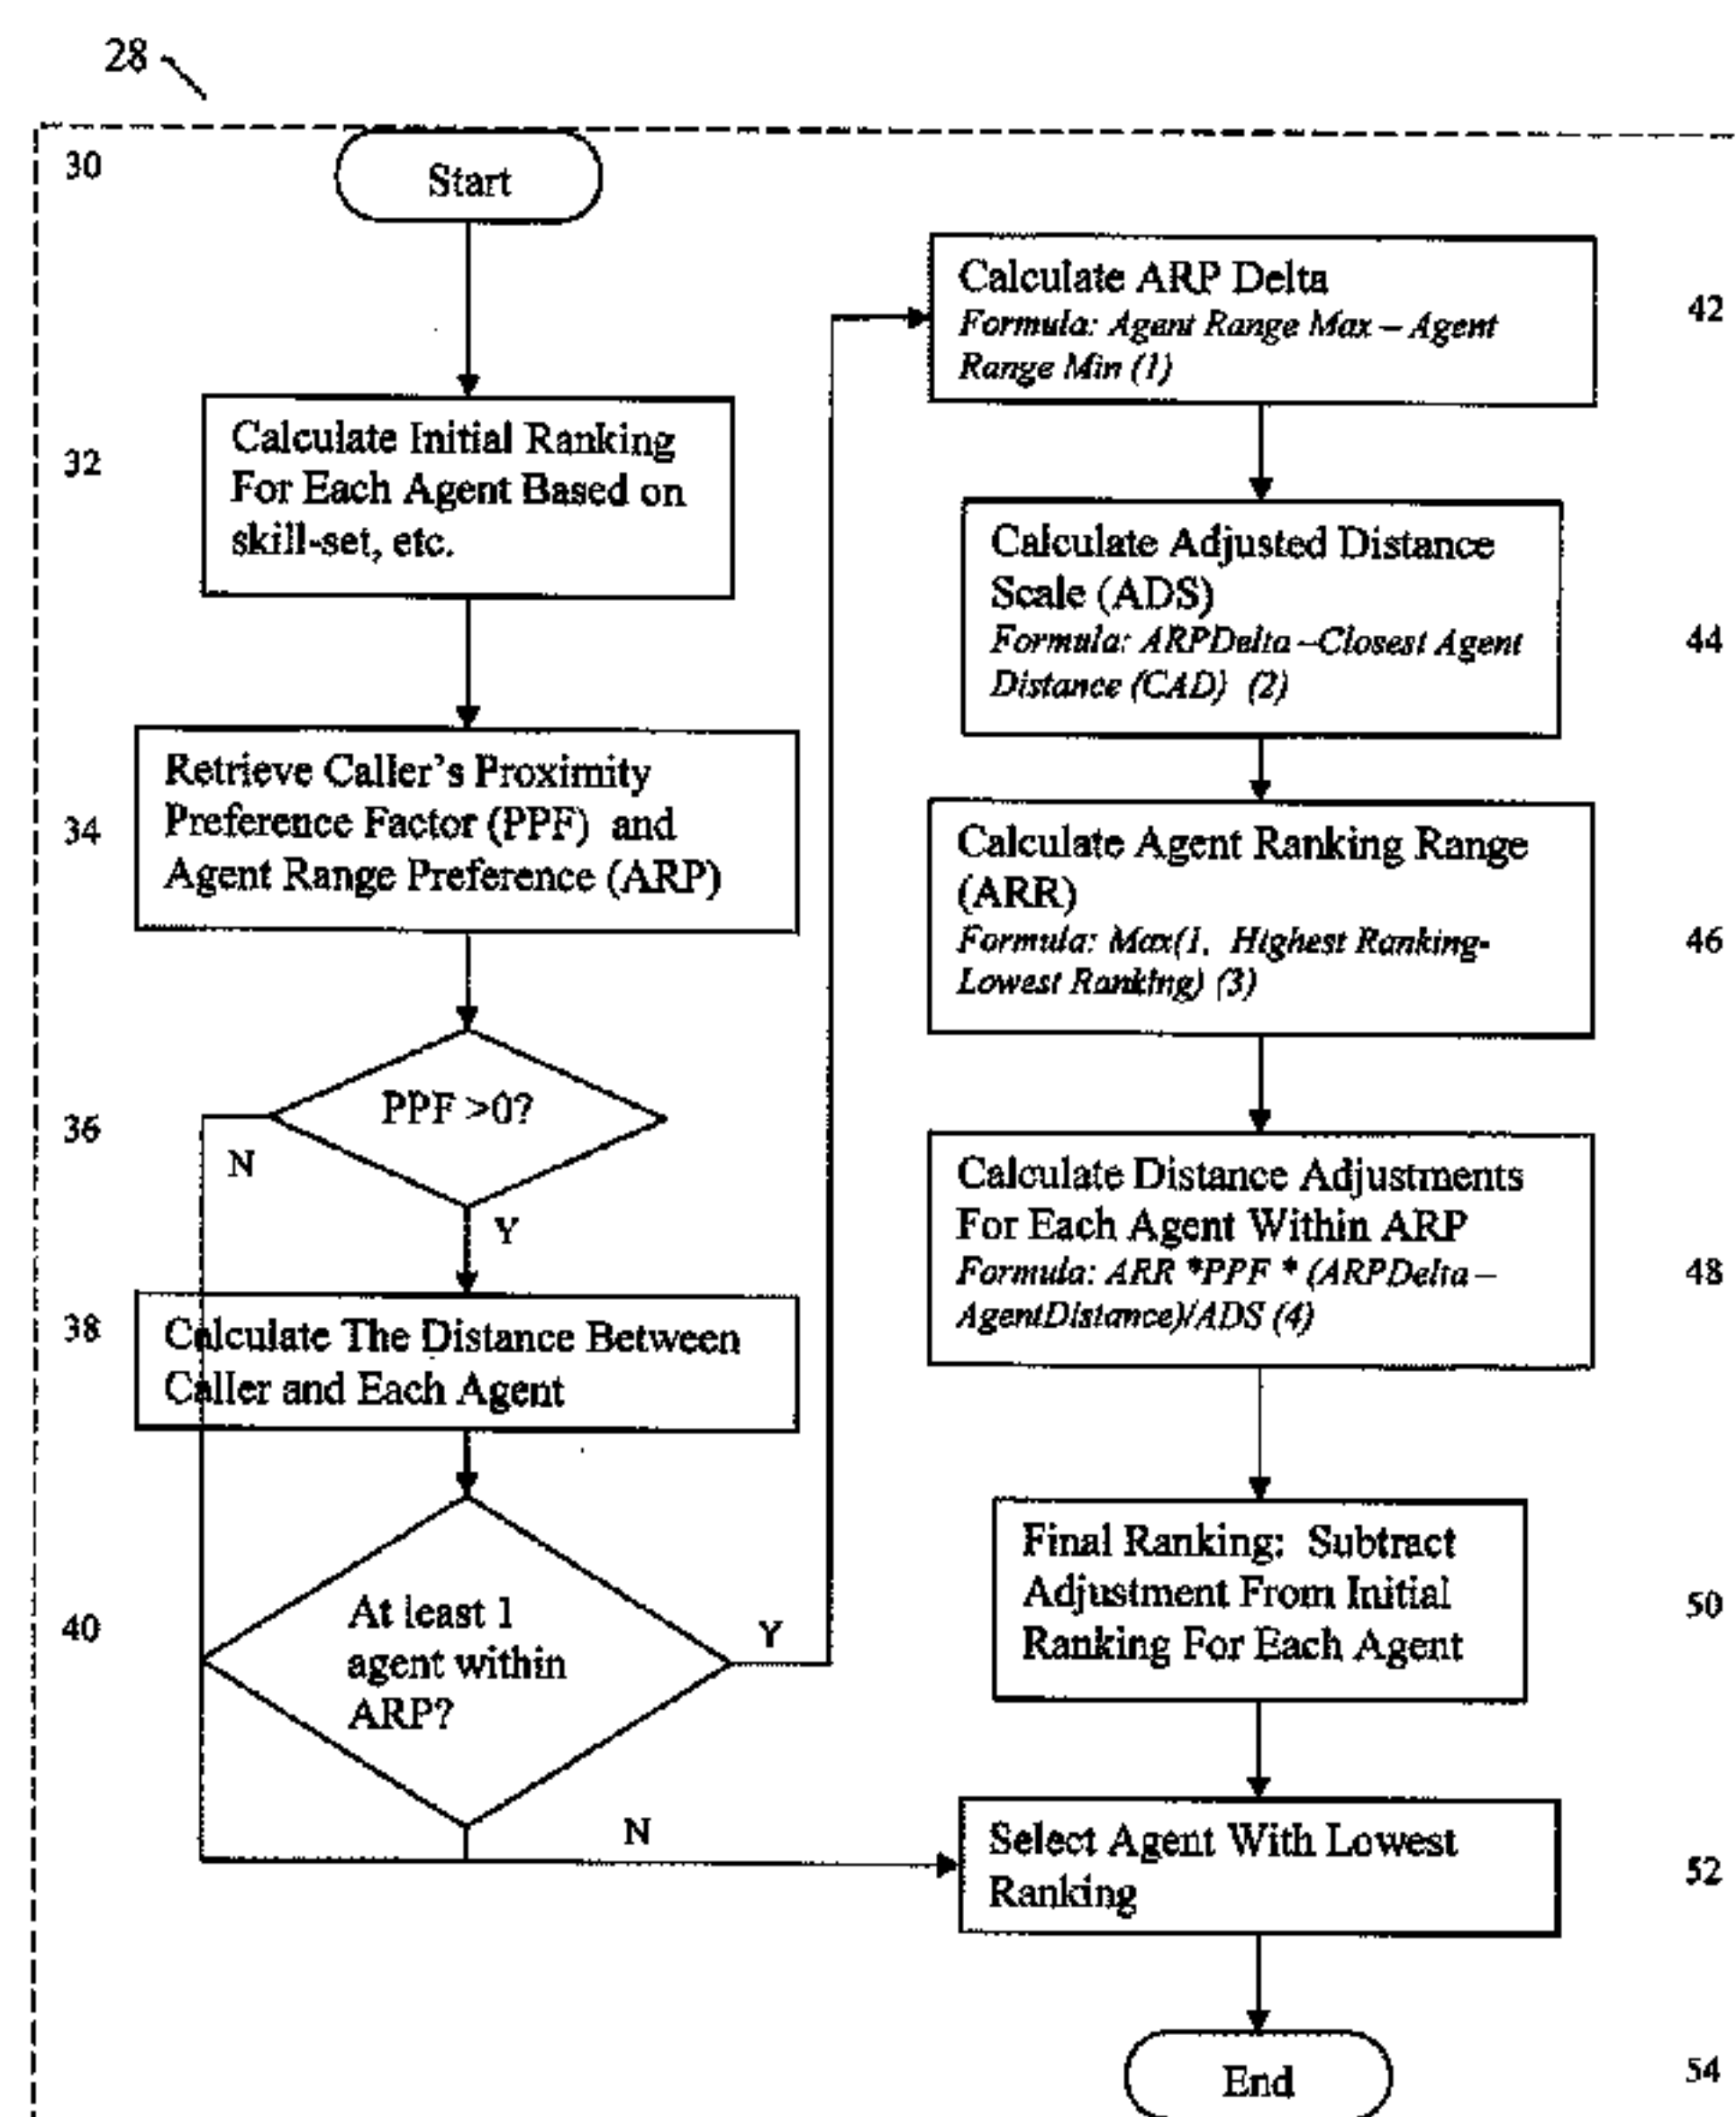 28
30
Start
32
Calculate Initial Ranking
For Each Agent Based on
skill-set, etc.
34
Retrieve Caller's Proximity
Preference Factor (PPF) and
Agent Range Preference (ARP)
36
PPF >0?
N
Y
38
Calculate The Distance Between
Caller and Each Agent
40
At least 1
agent within
ARP?
Y
N
Calculate ARP Delta
Formula: Agent Range Max – Agent
Range Min (1)
42
Calculate Adjusted Distance
Scale (ADS)
Formula: ARPDelta –Closest Agent
Distance (CAD) (2)
44
Calculate Agent Ranking Range
(ARR)
Formula: Max(1, Highest Ranking-
Lowest Ranking) (3)
46
Calculate Distance Adjustments
For Each Agent Within ARP
Formula: ARR *PPF * (ARPDelta –
AgentDistance)/ADS (4)
48
Final Ranking: Subtract
Adjustment From Initial
Ranking For Each Agent
50
Select Agent With Lowest
Ranking
52
End
54